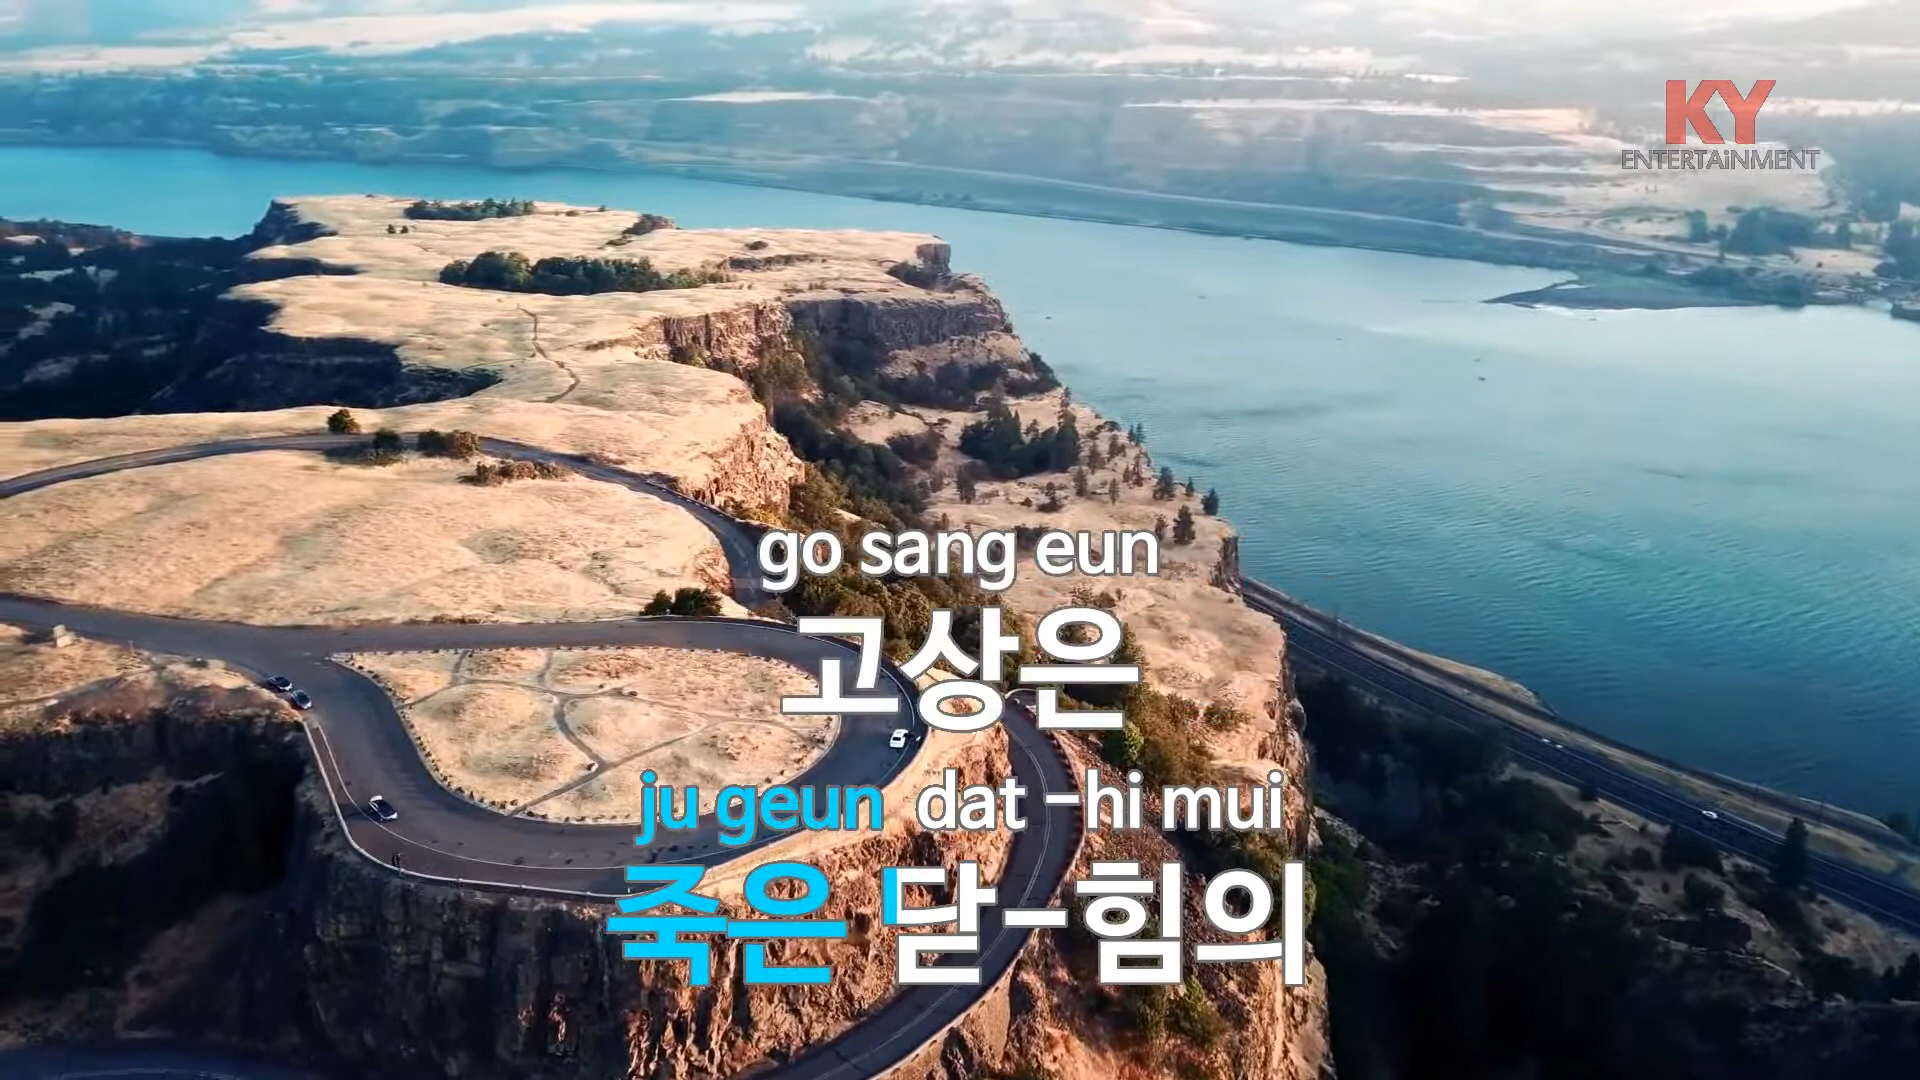 KY
ENTERTAiNMENT
go sang eun
고상은
ju geun dat -hi mui
죽은 닫-힘의